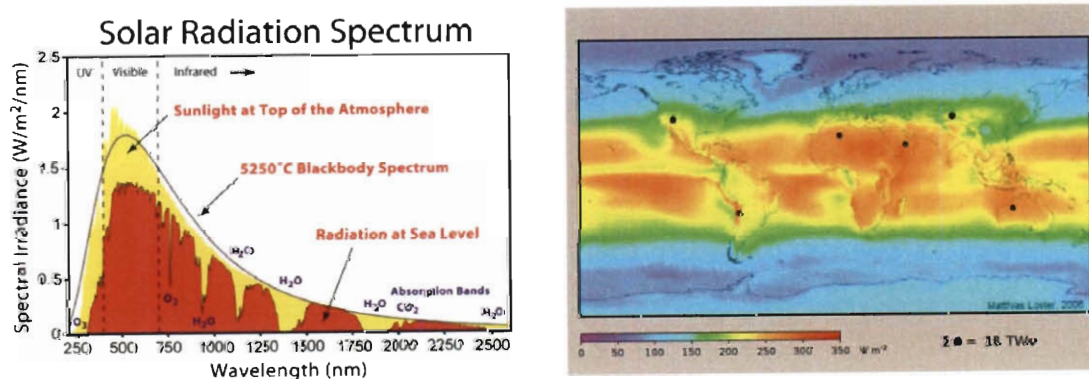 Solar Radiation Spectrum
UV Visible Infrared
Sunlight at Top of the Atmosphere
5250°C Blackbody Spectrum
Radiation at Sea Level
H₂O
H₂O
H₂O
H₂O
Absorption Bands
CO₂
O₃
O₂
H₂O
Spectral Irradiance (W/m²/nm)
2.5
2
1.5
1
0.5
0
250 500 750 1000 1250 1500 1750 2000 2250 2500
Wavelength (nm)
Matthias Loster, 2006
0 50 100 150 200 250 300 350 W m⁻²
Σ ● = 18 TWe